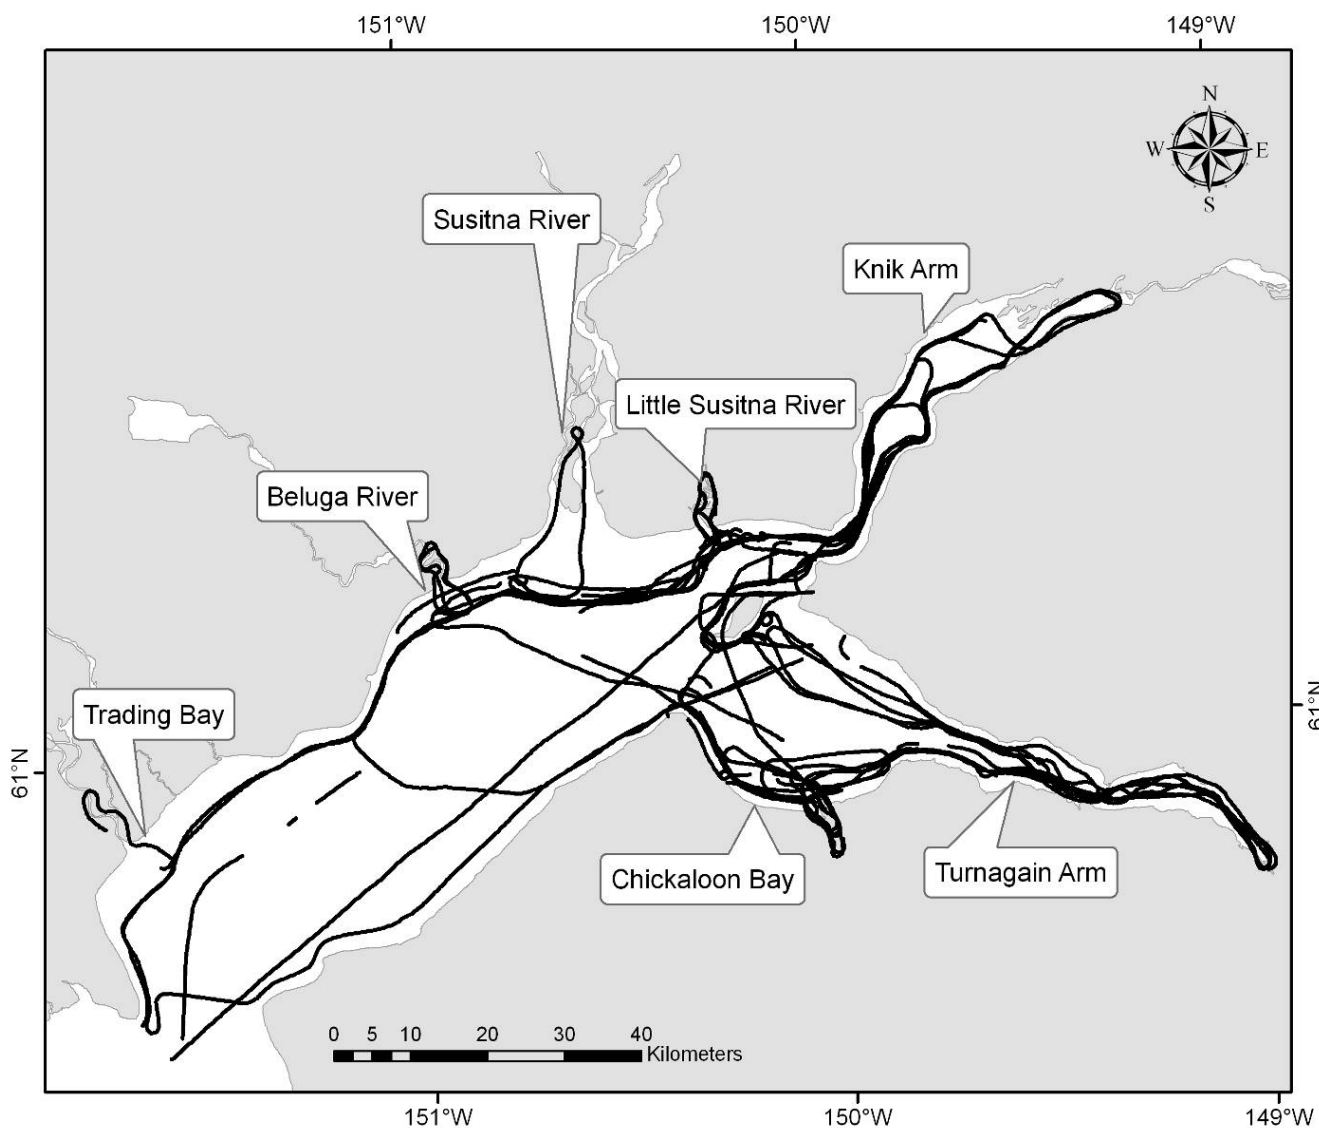 151°W 150°W 149°W
N
W E
S
Susitna River
Knik Arm
Little Susitna River
Beluga River
Trading Bay
61°N
61°N
Chickaloon Bay
Turnagain Arm
0 5 10 20 30 40
Kilometers
151°W 150°W 149°W